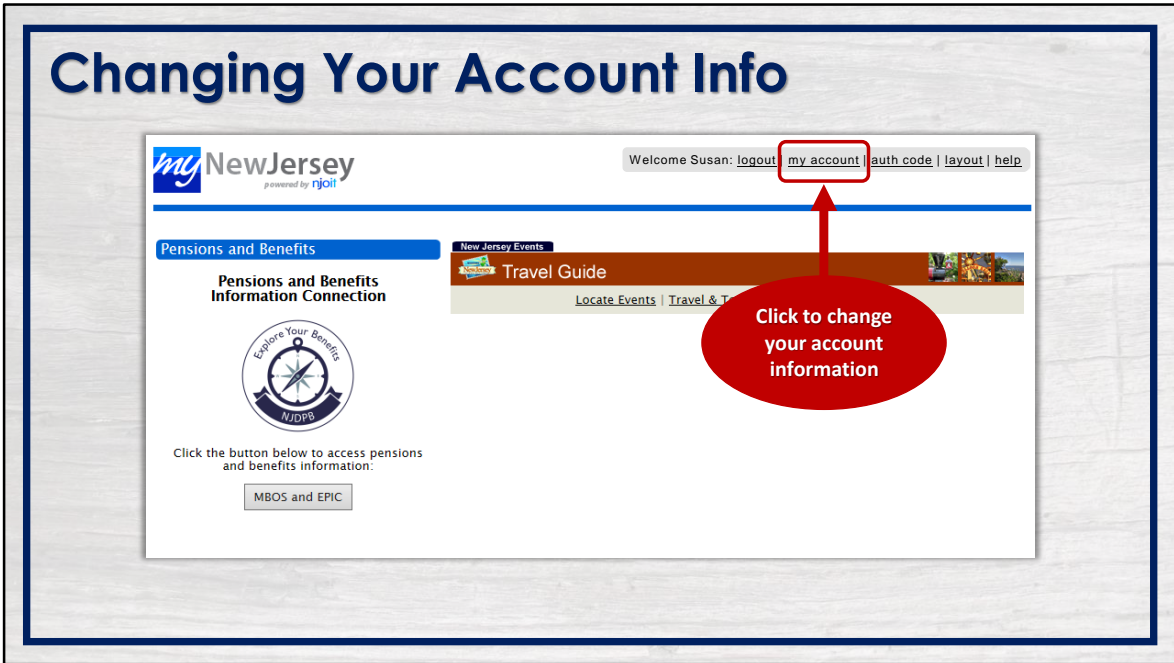 Changing Your Account Info
my NewJersey
powered by njoit
Welcome Susan: logout | my account | auth code | layout | help
Pensions and Benefits
Pensions and Benefits
Information Connection
Explore Your Benefits
NJDPB
Click the button below to access pensions
and benefits information:
MBOS and EPIC
New Jersey Events
Travel Guide
Locate Events | Travel &
Click to change
your account
information